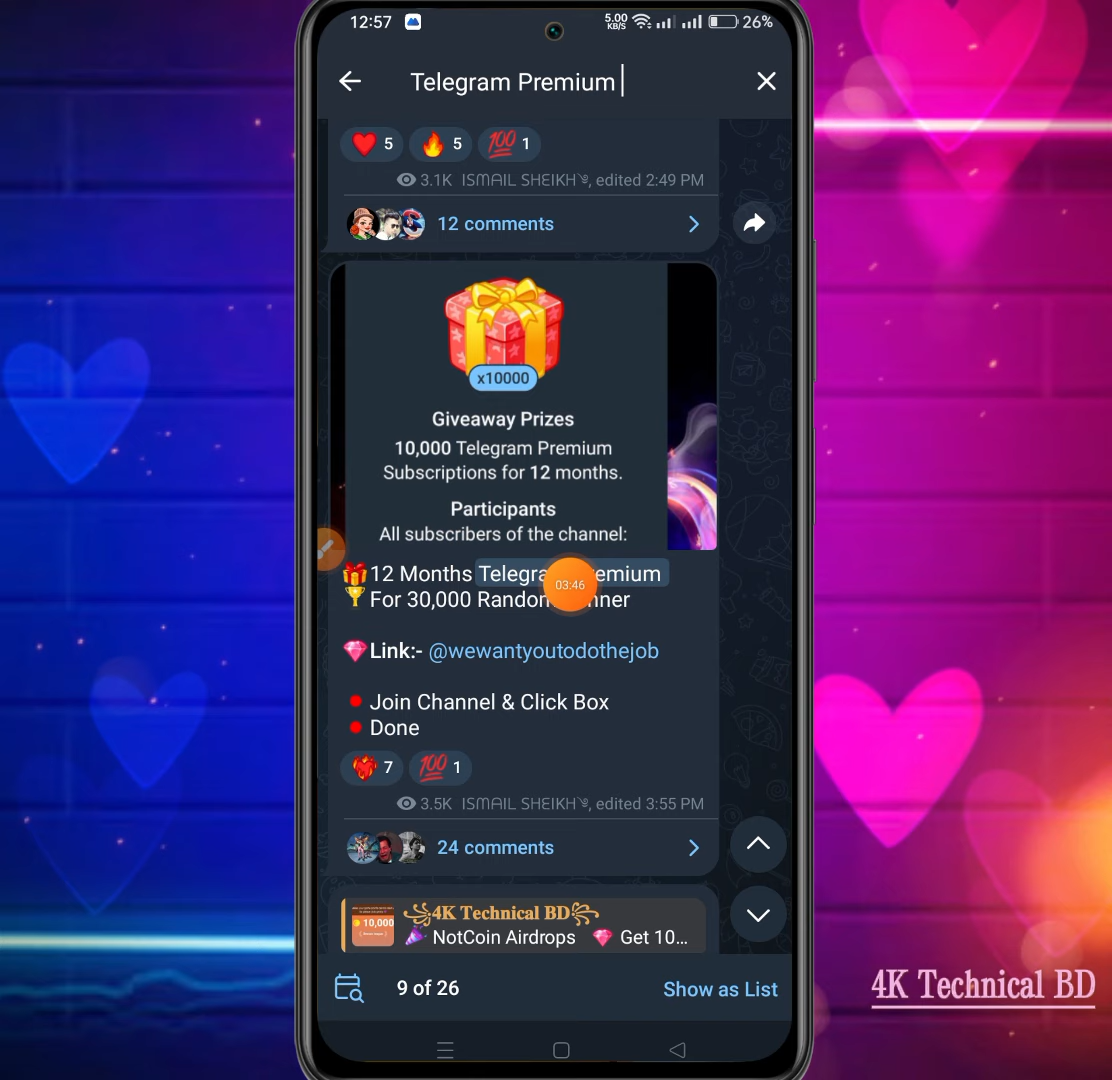 12:57
5.00
KB/S
26%
Telegram Premium
5
5
100 1
3.1K ISMAIL SHEIKH, edited 2:49 PM
12 comments
x10000
Giveaway Prizes
10,000 Telegram Premium
Subscriptions for 12 months.
Participants
All subscribers of the channel:
12 Months
For 30,000
03:46
Link:- @wewantyoutodothejob
Join Channel & Click Box
Done
7
100 1
3.5K ISMAIL SHEIKH, edited 3:55 PM
24 comments
4K Technical BD
10,000
NotCoin Airdrops Get 10...
9 of 26
Show as List
4K Technical BD